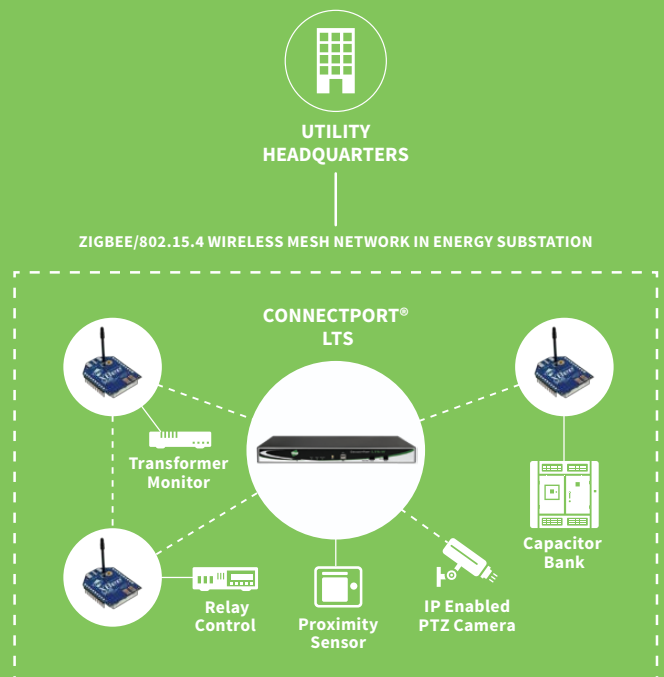 UTILITY
HEADQUARTERS
ZIGBEE/802.15.4 WIRELESS MESH NETWORK IN ENERGY SUBSTATION
CONNECTPORT®
LTS
Transformer
Monitor
Capacitor
Bank
Relay
Control
Proximity
Sensor
IP Enabled
PTZ Camera